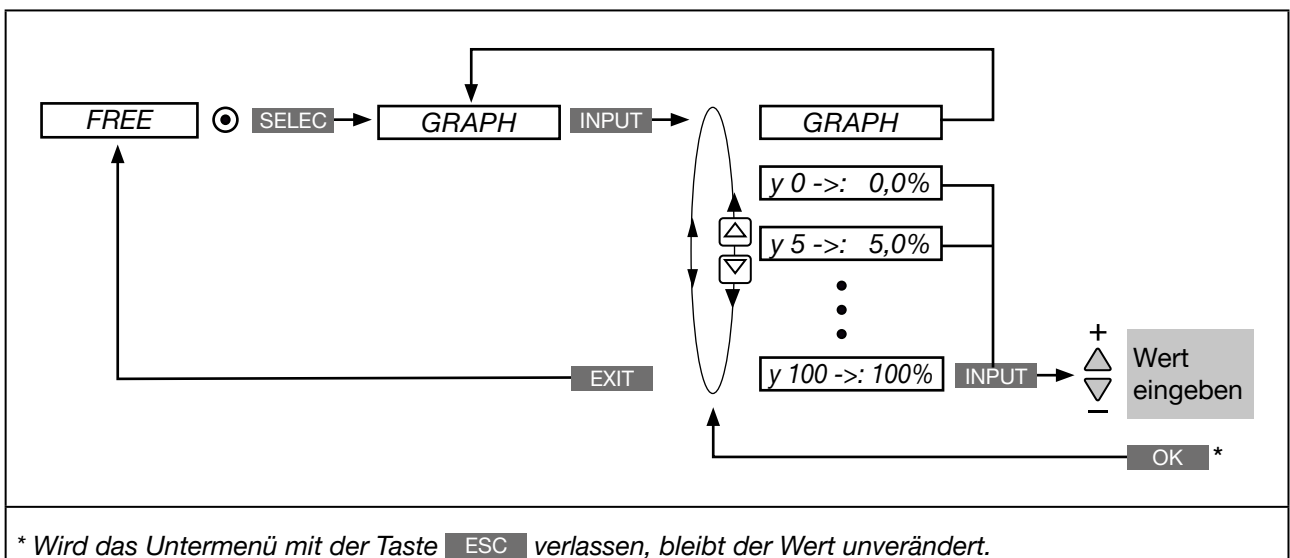 FREE SELEC GRAPH INPUT GRAPH
y 0 ->: 0,0%
y 5 ->: 5,0%
y 100 ->: 100% INPUT
+
Wert
eingeben
–
EXIT
OK *
* Wird das Untermenü mit der Taste ESC verlassen, bleibt der Wert unverändert.